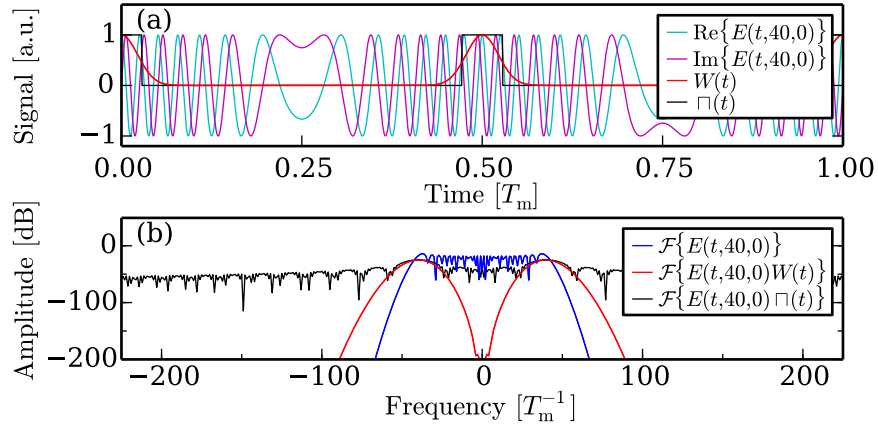 (a)
Signal [a.u.]
1
0
−1
Re{E(t,40,0)}
Im{E(t,40,0)}
W(t)
⊓(t)
0.00
0.25
0.50
0.75
1.00
Time [Tm]
(b)
Amplitude [dB]
0
−100
−200
F{E(t,40,0)}
F{E(t,40,0)W(t)}
F{E(t,40,0)⊓(t)}
−200
−100
0
100
200
Frequency [Tm⁻¹]